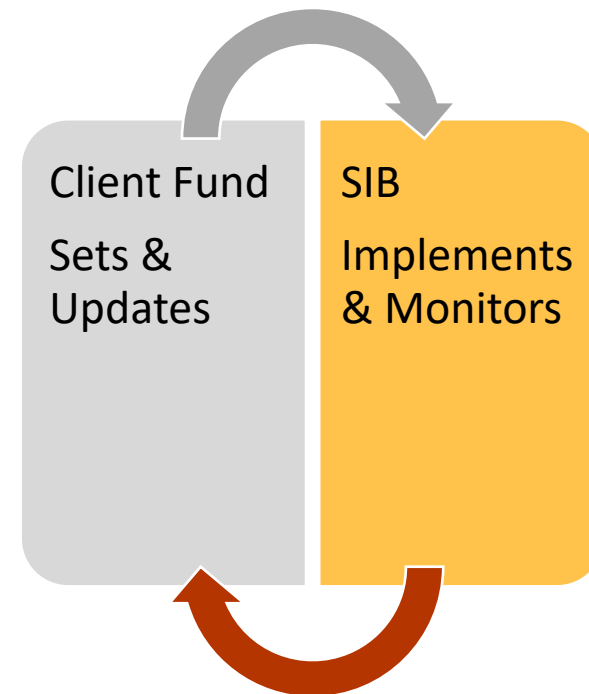 Client Fund
Sets &
Updates
SIB
Implements
& Monitors